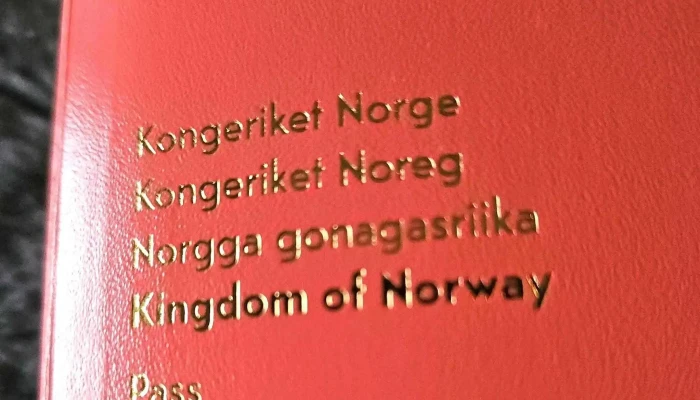 Kongeriket Norge
Kongeriket Noreg
Norgga gonagasriika
Kingdom of Norway
Pass